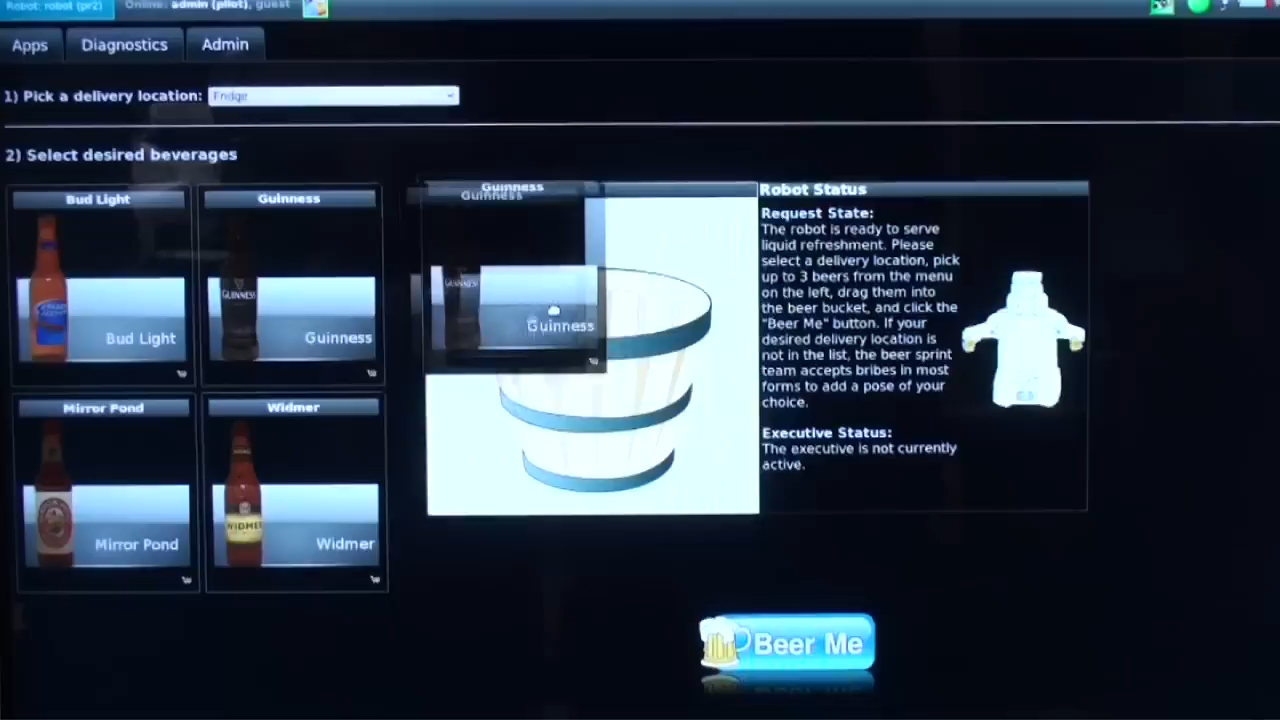 Robot: robot (pr2)
Online: admin (pilot), guest
Apps
Diagnostics
Admin
1) Pick a delivery location:
Fridge
2) Select desired beverages
Bud Light
Bud Light
Guinness
GUINNESS
Guinness
Mirror Pond
Mirror Pond
Widmer
WIDMER
Widmer
Guinness
Guinness
GUINNESS
Guinness
Robot Status
Request State:
The robot is ready to serve
liquid refreshment. Please
select a delivery location, pick
up to 3 beers from the menu
on the left, drag them into
the beer bucket, and click the
"Beer Me" button. If your
desired delivery location is
not in the list, the beer sprint
team accepts bribes in most
forms to add a pose of your
choice.
Executive Status:
The executive is not currently
active.
Beer Me